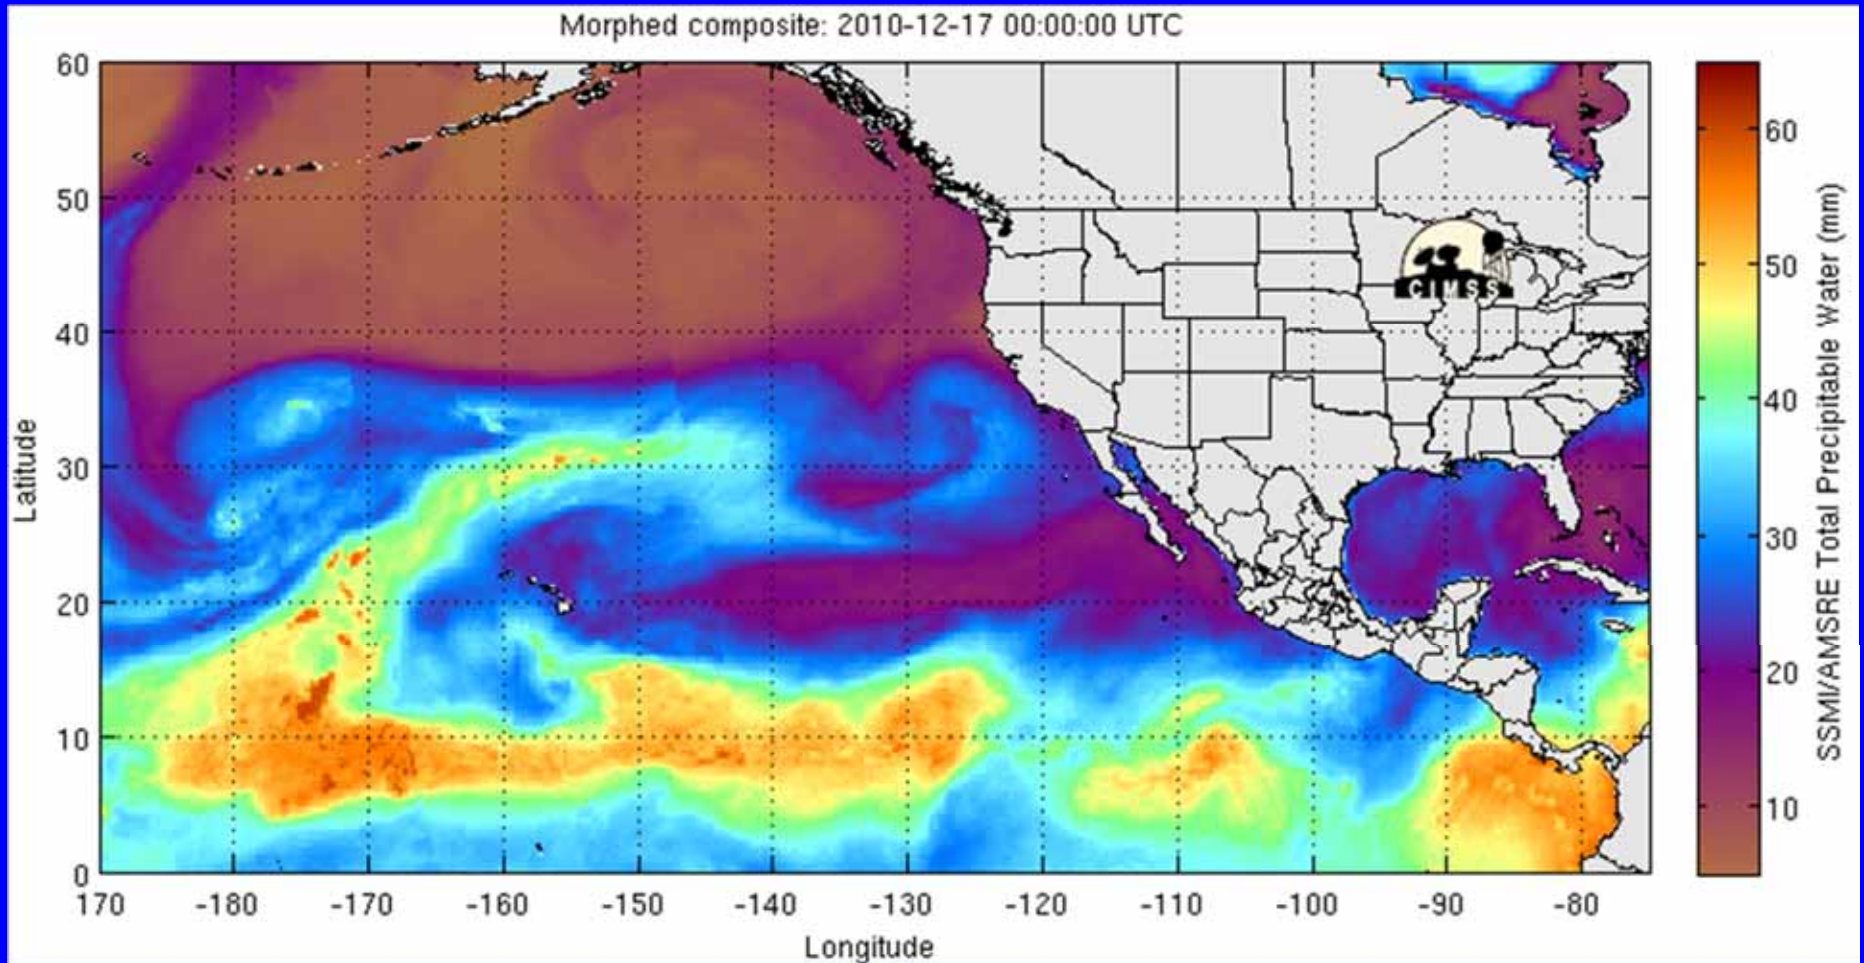 Morphed composite: 2010-12-17 00:00:00 UTC
60
50
40
30
20
10
0
Latitude
170 -180 -170 -160 -150 -140 -130 -120 -110 -100 -90 -80
Longitude
CIMSS
60
50
40
30
20
10
SSMI/AMSRE Total Precipitable Water (mm)